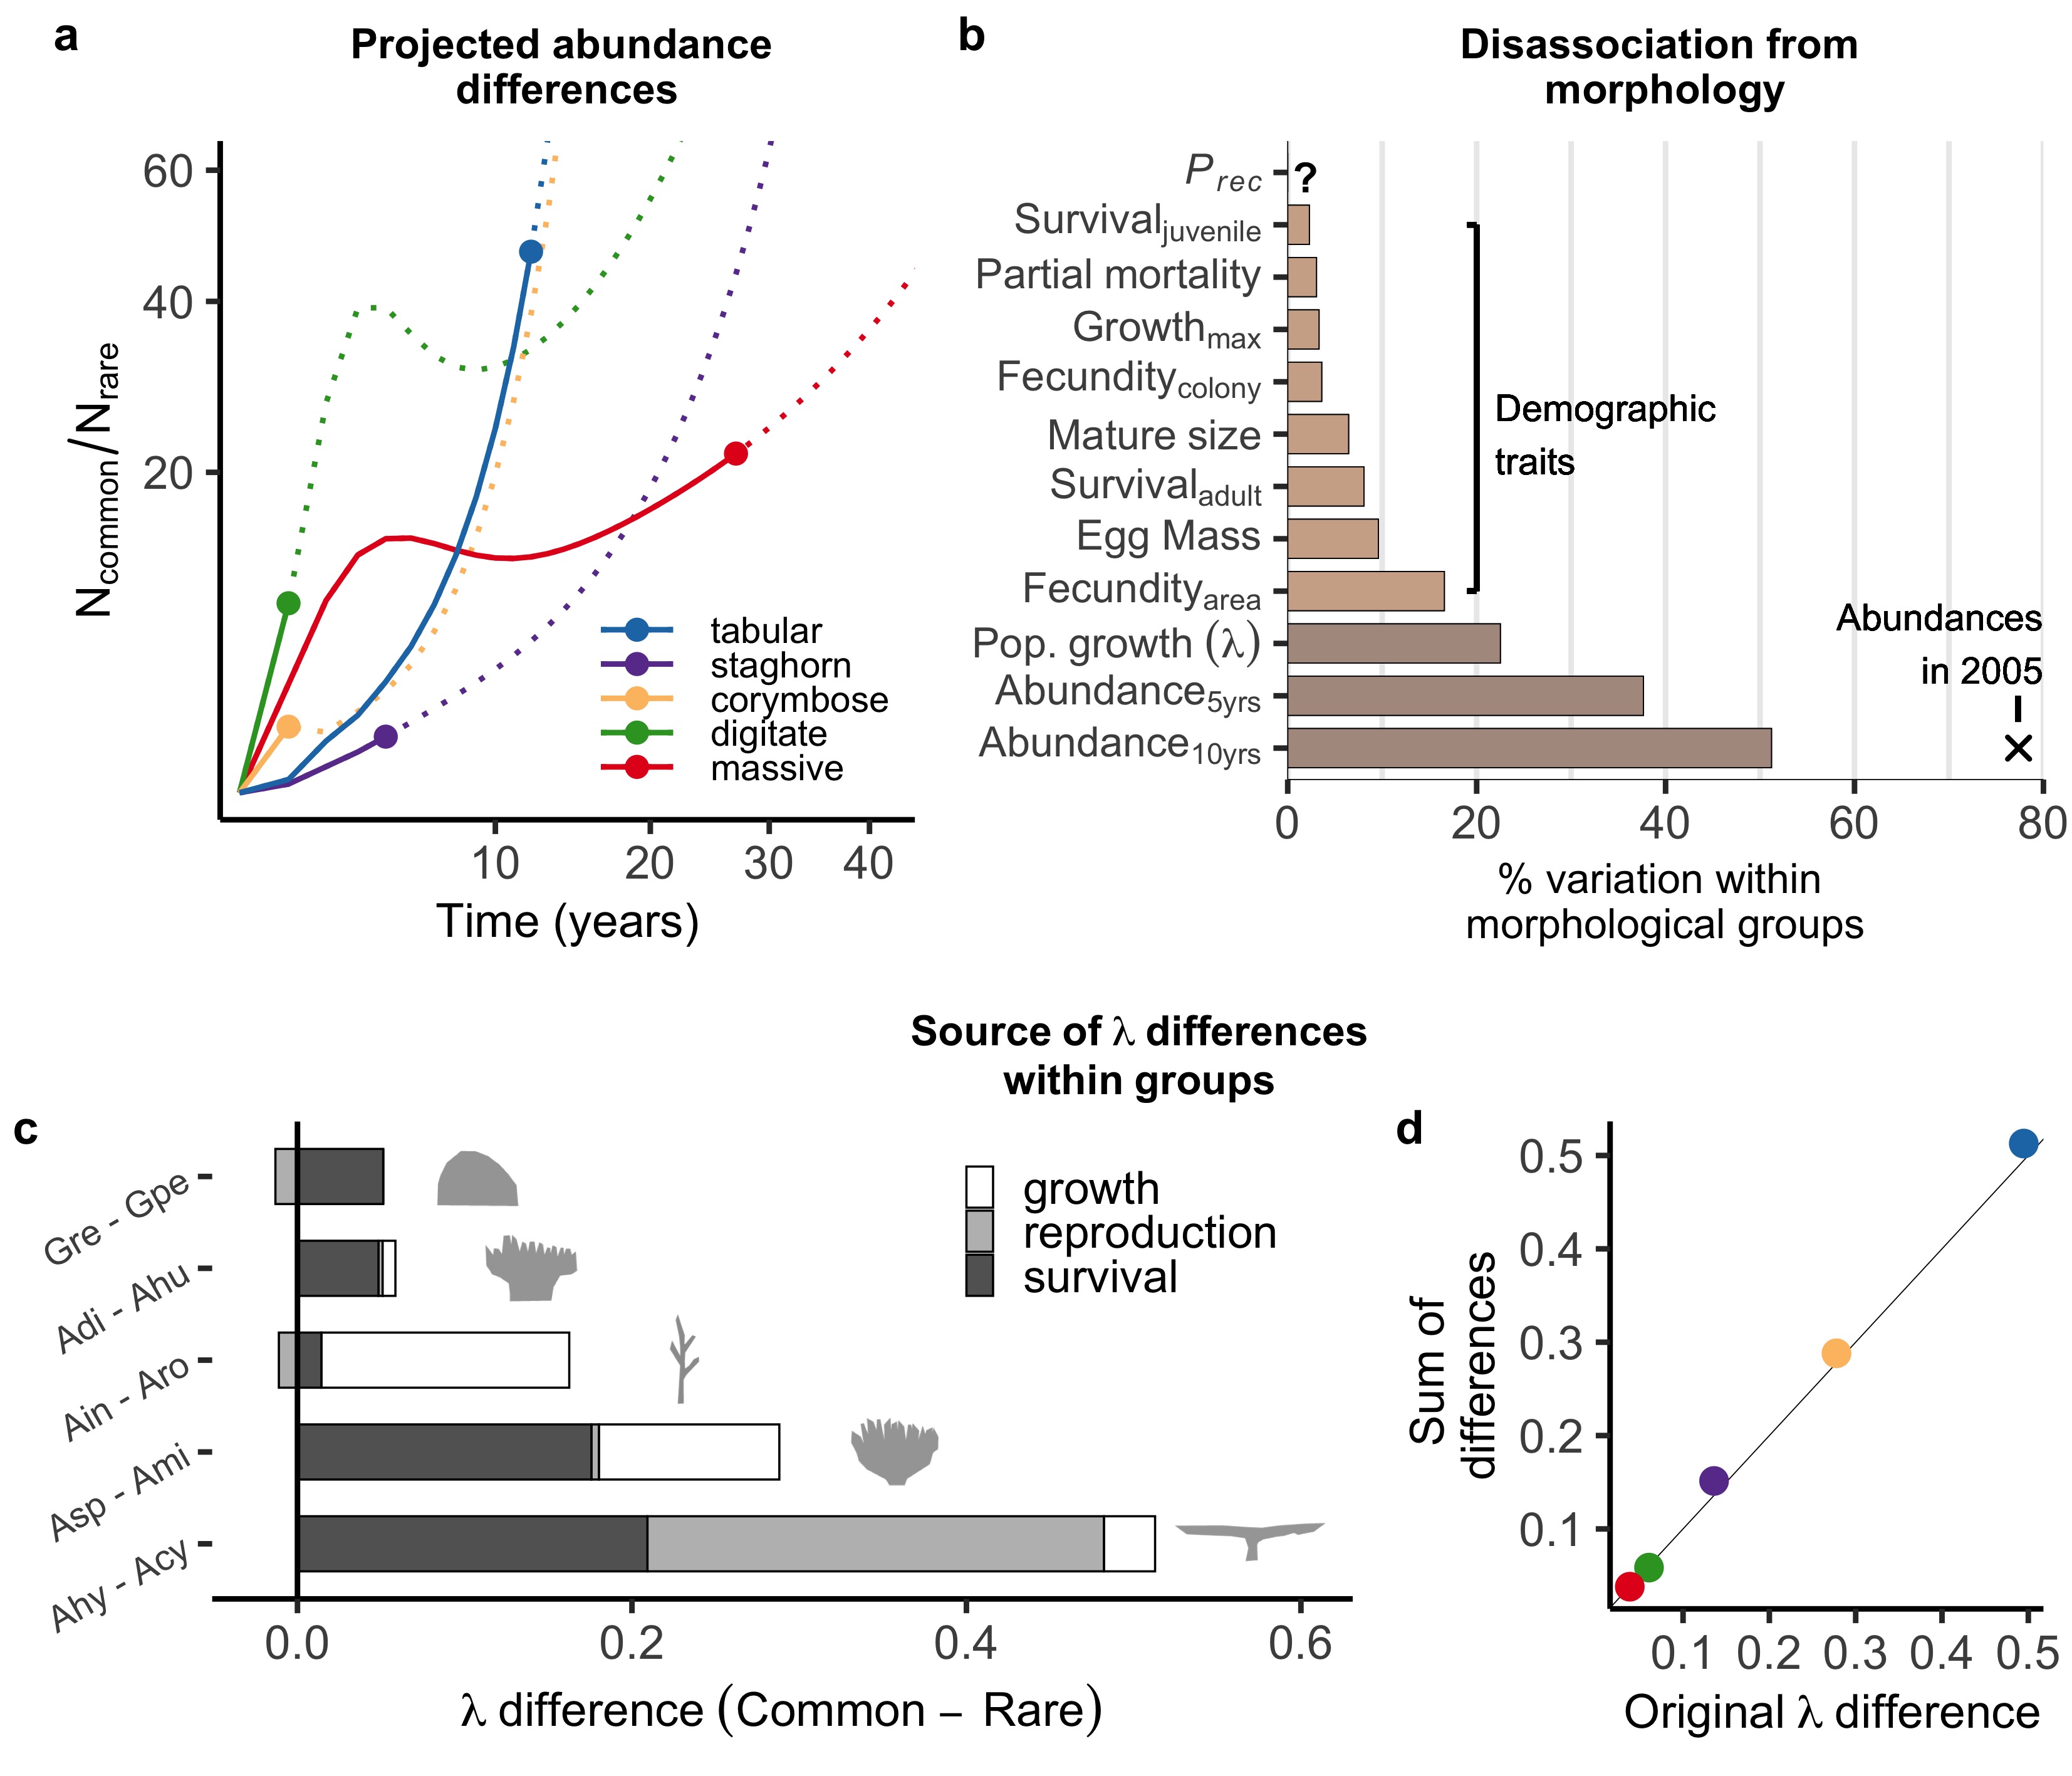 a
Projected abundance
differences
60
40
20
Ncommon/Nrare
tabular
staghorn
corymbose
digitate
massive
10 20 30 40
Time (years)
b
Disassociation from
morphology
Prec
?
Survaljuvenile
Partial mortality
Growthmax
Fecunditycolony
Mature size
Survivaladult
Egg Mass
Fecundityarea
Pop. growth (λ)
Abundance5yrs
Abundance10yrs
Demographic
traits
Abundances
in 2005
0 20 40 60 80
% variation within
morphological groups
Source of λ differences
within groups
c
Gre - Gpe
Adi - Ahu
Ain - Aro
Asp - Ami
Ahy - Acy
growth
reproduction
survival
0.0 0.2 0.4 0.6
λ difference (Common – Rare)
d
0.5
0.4
0.3
0.2
0.1
Sum of
differences
0.1 0.2 0.3 0.4 0.5
Original λ difference